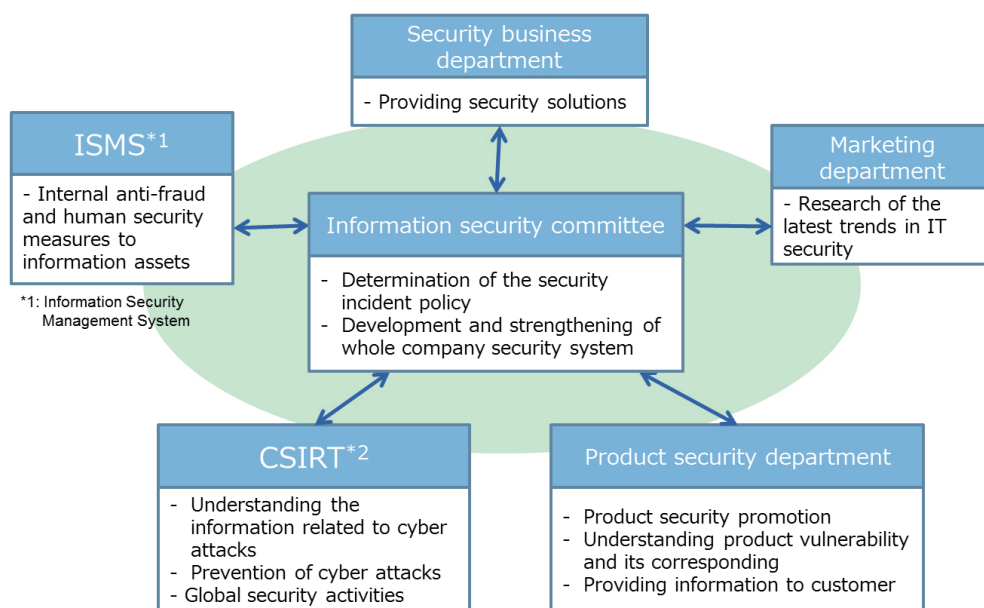 Security business
department
- Providing security solutions
ISMS*1
- Internal anti-fraud
and human security
measures to
information assets
*1: Information Security
Management System
Marketing
department
- Research of the
latest trends in IT
security
Information security committee
- Determination of the security
incident policy
- Development and strengthening of
whole company security system
CSIRT*2
- Understanding the
information related to cyber
attacks
- Prevention of cyber attacks
- Global security activities
Product security department
- Product security promotion
- Understanding product vulnerability
and its corresponding
- Providing information to customer